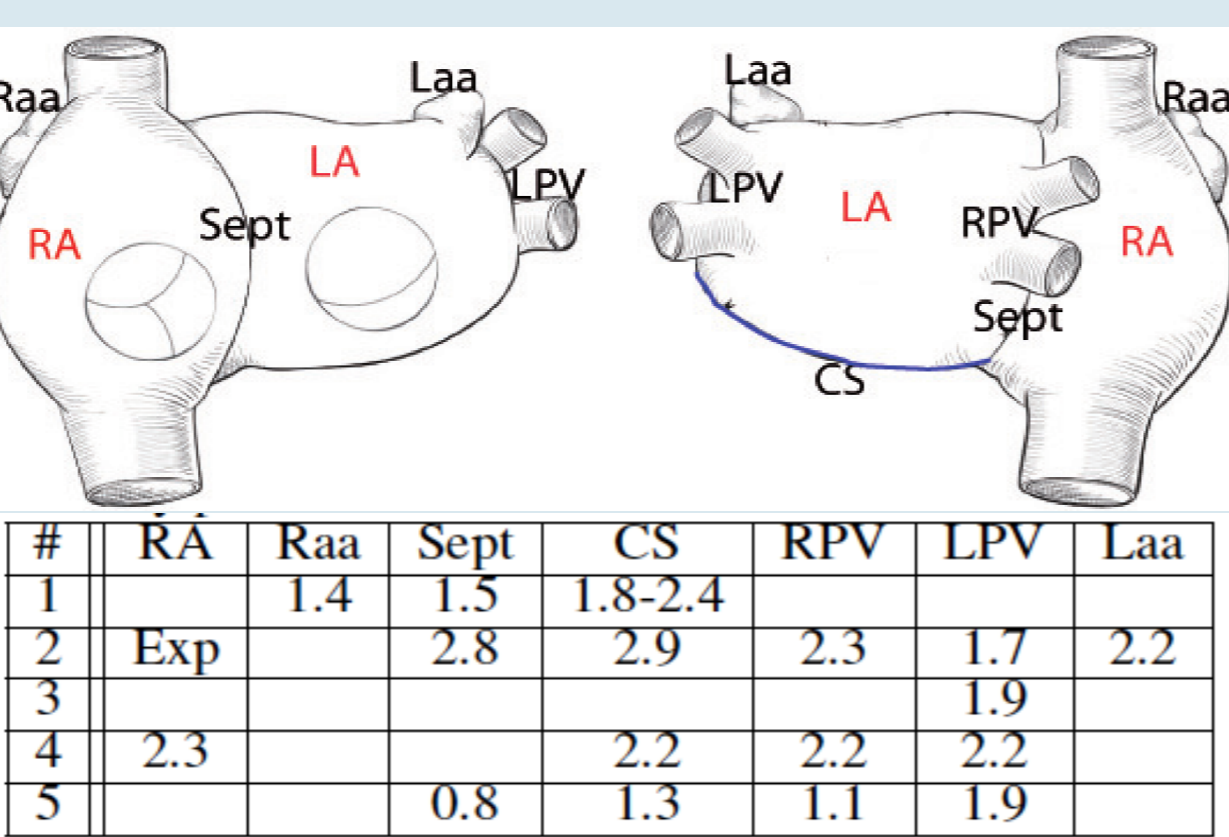 Raa Laa Laa Raa
LA
LPV LPV
RA Sept LA RPV RA
Sept
CS
# RA Raa Sept CS RPV LPV Laa
1 1.4 1.5 1.8-2.4
2 Exp 2.8 2.9 2.3 1.7 2.2
3 1.9
4 2.3 2.2 2.2 2.2
5 0.8 1.3 1.1 1.9